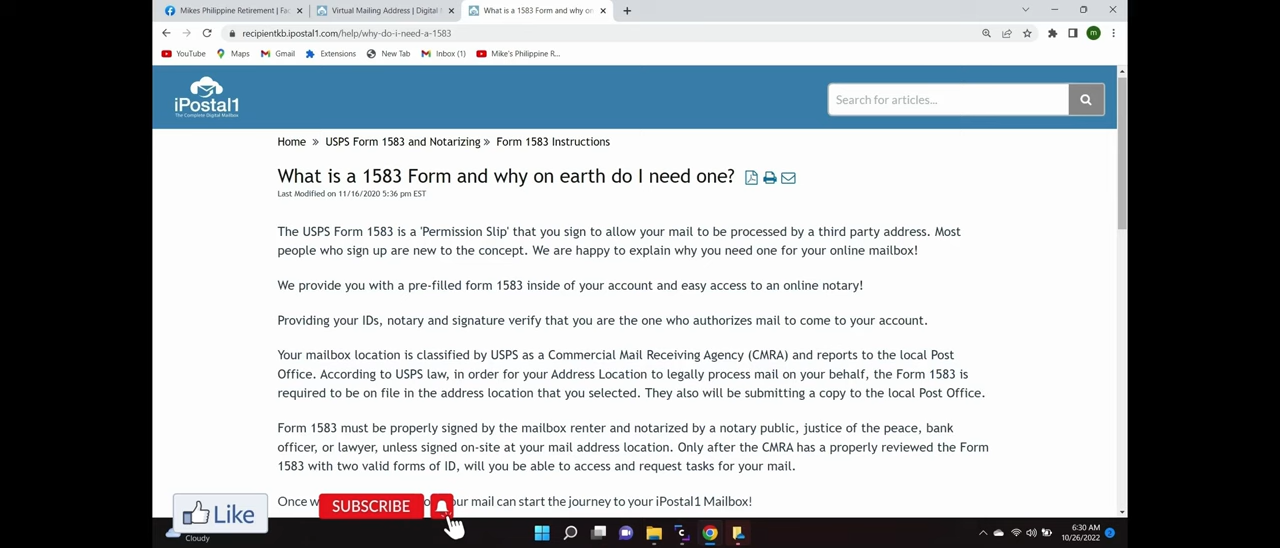 Mikes Philippine Retirement | Fac
Virtual Mailing Address | Digital
What is a 1583 Form and why on
recipientkb.ipostal1.com/help/why-do-i-need-a-1583
m
YouTube
Maps
Gmail
Extensions
New Tab
Inbox (1)
Mike's Philippine R...
iPostal1
The Complete Digital Mailbox
Search for articles...
Home » USPS Form 1583 and Notarizing » Form 1583 Instructions
What is a 1583 Form and why on earth do I need one?
Last Modified on 11/16/2020 5:36 pm EST
The USPS Form 1583 is a 'Permission Slip' that you sign to allow your mail to be processed by a third party address. Most
people who sign up are new to the concept. We are happy to explain why you need one for your online mailbox!
We provide you with a pre-filled form 1583 inside of your account and easy access to an online notary!
Providing your IDs, notary and signature verify that you are the one who authorizes mail to come to your account.
Your mailbox location is classified by USPS as a Commercial Mail Receiving Agency (CMRA) and reports to the local Post
Office. According to USPS law, in order for your Address Location to legally process mail on your behalf, the Form 1583 is
required to be on file in the address location that you selected. They also will be submitting a copy to the local Post Office.
Form 1583 must be properly signed by the mailbox renter and notarized by a notary public, justice of the peace, bank
officer, or lawyer, unless signed on-site at your mail address location. Only after the CMRA has a properly reviewed the Form
1583 with two valid forms of ID, will you be able to access and request tasks for your mail.
Once mail can start the journey to your iPostal1 Mailbox!
Like
SUBSCRIBE
Cloudy
6:30 AM
10/26/2022